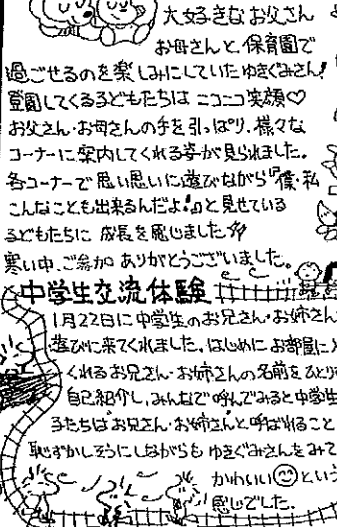 大好きなお父さん
お母さんと、保育園で
過ごせるのを楽しみにしていたゆきぐみさん!
登園してくる子どもたちは ニコニコ笑顔♡
お父さん・お母さんの手を引っぱり、様々な
コーナーに案内してくれる姿が見られました。
各コーナーで思い思いに遊びながら『僕・私
こんなことも出来るんだよ!』と見せている
子どもたちに 成長を感じました
寒い中、ご参加 ありがとうございました。
中学生交流体験
1月22日に中学生のお兄さん・お姉さん
遊びに来てくれました。はじめに お部屋に
くれるお兄さん・お姉さんの名前をひとり
自己紹介し、みんなで呼んでみると中学生
子たちは"お兄さん・お姉さん"と呼ばれること
恥ずかしそうにしながらも ゆきぐみさんをみて
かわいい😊とい
感じでした。